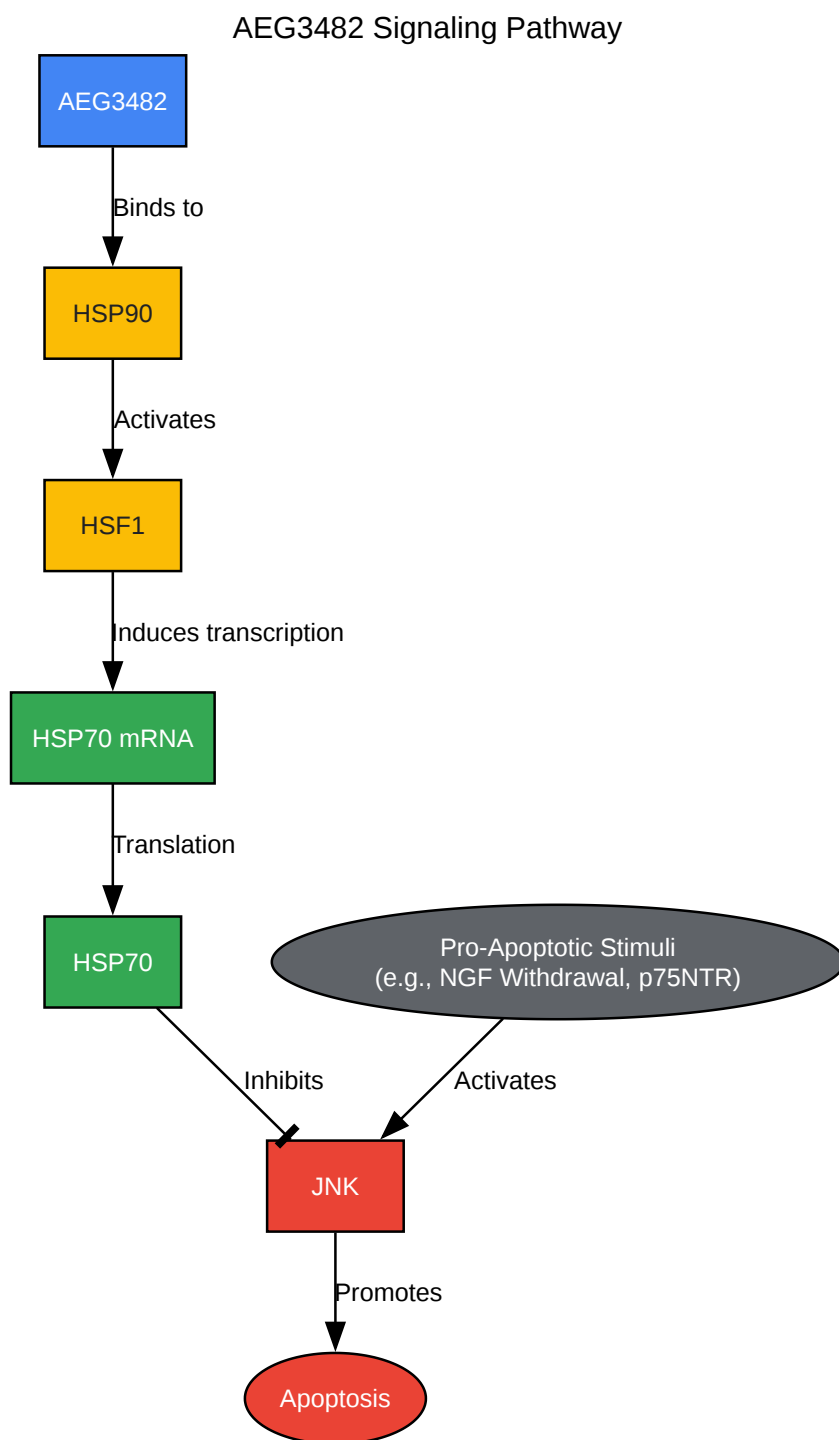 AEG3482 Signaling Pathway
AEG3482
Binds to
HSP90
Activates
HSF1
Induces transcription
HSP70 mRNA
Translation
HSP70
Pro-Apoptotic Stimuli
(e.g., NGF Withdrawal, p75NTR)
Inhibits
Activates
JNK
Promotes
Apoptosis